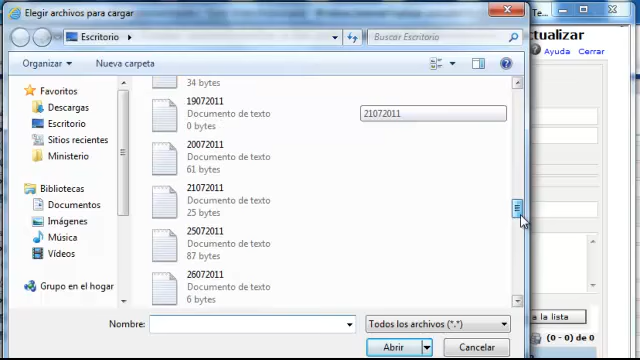 Elegir archivos para cargar
Te...
Escritorio
Buscar Escritorio
ctualizar
Ayuda Cerrar
Organizar
Nueva carpeta
Favoritos
Descargas
Escritorio
Sitios recientes
Ministerio
Bibliotecas
Documentos
Imágenes
Música
Vídeos
Grupo en el hogar
34 bytes
19072011
Documento de texto
0 bytes
21072011
20072011
Documento de texto
61 bytes
21072011
Documento de texto
25 bytes
25072011
Documento de texto
87 bytes
26072011
Documento de texto
6 bytes
a la lista
(0 - 0) de 0
Nombre:
Todos los archivos (*.*)
Abrir
Cancelar